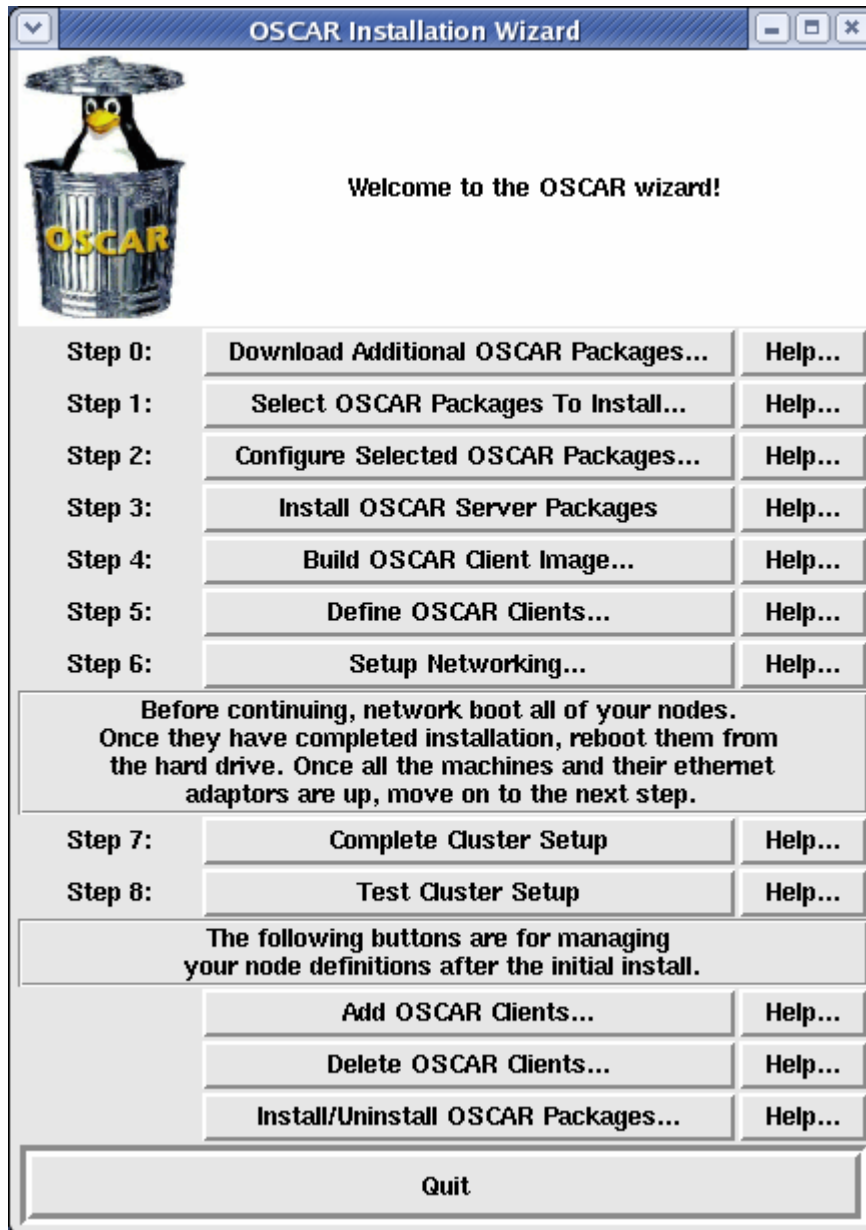 OSCAR Installation Wizard
OSCAR
Welcome to the OSCAR wizard!
Step 0: Download Additional OSCAR Packages... Help...
Step 1: Select OSCAR Packages To Install... Help...
Step 2: Configure Selected OSCAR Packages... Help...
Step 3: Install OSCAR Server Packages Help...
Step 4: Build OSCAR Client Image... Help...
Step 5: Define OSCAR Clients... Help...
Step 6: Setup Networking... Help...
Before continuing, network boot all of your nodes.
Once they have completed installation, reboot them from
the hard drive. Once all the machines and their ethernet
adaptors are up, move on to the next step.
Step 7: Complete Cluster Setup Help...
Step 8: Test Cluster Setup Help...
The following buttons are for managing
your node definitions after the initial install.
Add OSCAR Clients... Help...
Delete OSCAR Clients... Help...
Install/Uninstall OSCAR Packages... Help...
Quit